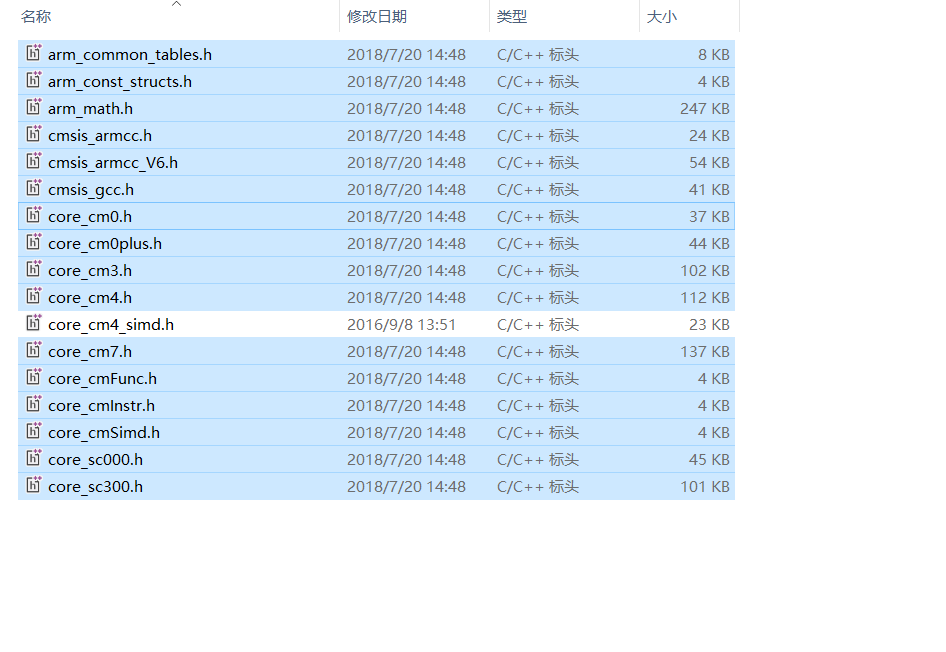 名称 修改日期 类型 大小
arm_common_tables.h 2018/7/20 14:48 C/C++ 标头 8 KB
arm_const_structs.h 2018/7/20 14:48 C/C++ 标头 4 KB
arm_math.h 2018/7/20 14:48 C/C++ 标头 247 KB
cmsis_armcc.h 2018/7/20 14:48 C/C++ 标头 24 KB
cmsis_armcc_V6.h 2018/7/20 14:48 C/C++ 标头 54 KB
cmsis_gcc.h 2018/7/20 14:48 C/C++ 标头 41 KB
core_cm0.h 2018/7/20 14:48 C/C++ 标头 37 KB
core_cm0plus.h 2018/7/20 14:48 C/C++ 标头 44 KB
core_cm3.h 2018/7/20 14:48 C/C++ 标头 102 KB
core_cm4.h 2018/7/20 14:48 C/C++ 标头 112 KB
core_cm4_simd.h 2016/9/8 13:51 C/C++ 标头 23 KB
core_cm7.h 2018/7/20 14:48 C/C++ 标头 137 KB
core_cmFunc.h 2018/7/20 14:48 C/C++ 标头 4 KB
core_cmInstr.h 2018/7/20 14:48 C/C++ 标头 4 KB
core_cmSimd.h 2018/7/20 14:48 C/C++ 标头 4 KB
core_sc000.h 2018/7/20 14:48 C/C++ 标头 45 KB
core_sc300.h 2018/7/20 14:48 C/C++ 标头 101 KB